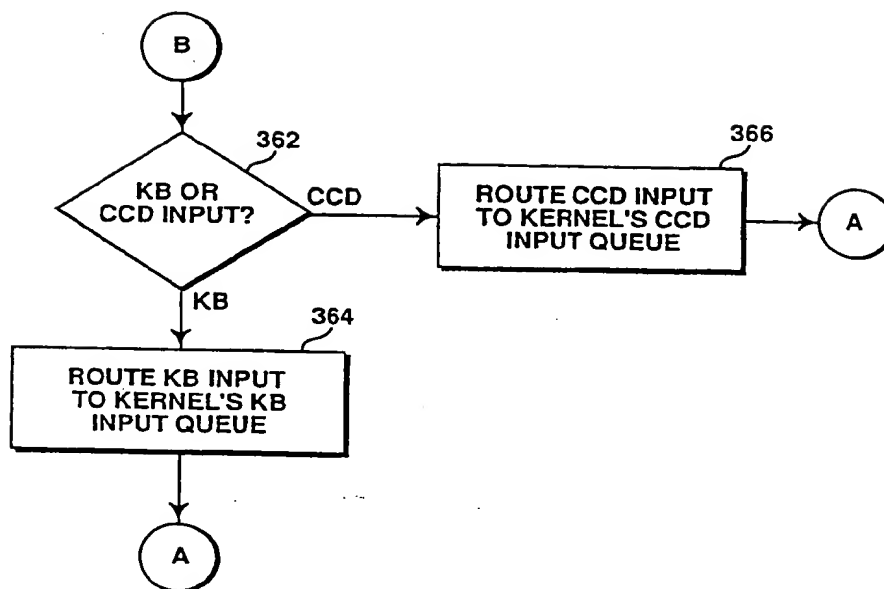 B
362
KB OR
CCD INPUT?
CCD
KB
366
ROUTE CCD INPUT
TO KERNEL'S CCD
INPUT QUEUE
A
364
ROUTE KB INPUT
TO KERNEL'S KB
INPUT QUEUE
A